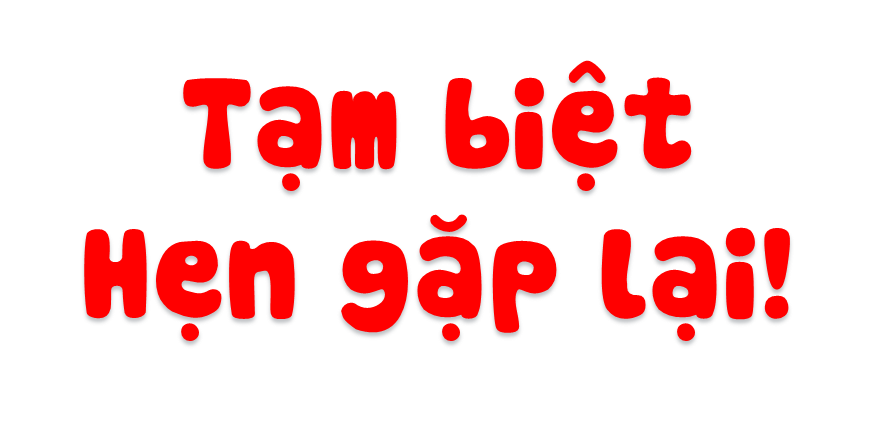 Tạm biệt
Hẹn gặp lại!